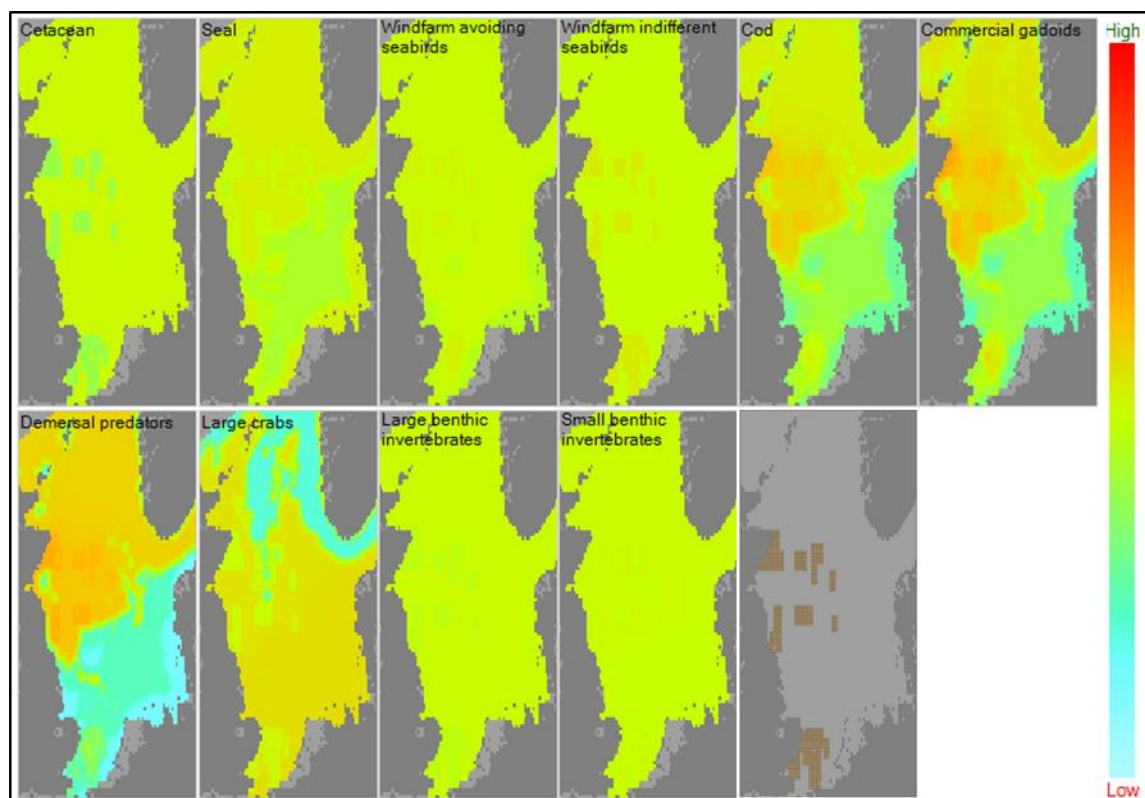 Cetacean
Seal
Windfarm avoiding
seabirds
Windfarm indifferent
seabirds
Cod
Commercial gadoids
High
Demersal predators
Large crabs
Large benthic
invertebrates
Small benthic
invertebrates
Low